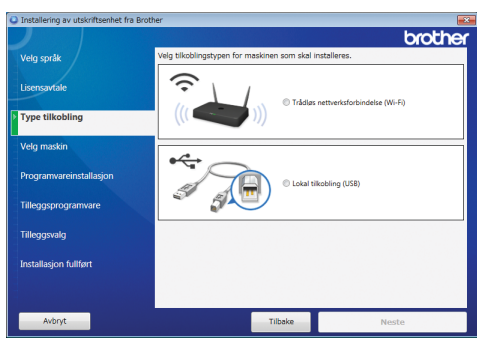 Installering av utskriftsenhet fra Brother
brother
Velg språk
Lisensavtale
Type tilkobling
Velg maskin
Programvareinstallasjon
Tilleggsprogramvare
Tilleggsvalg
Installasjon fullført
Velg tilkoblingstypen for maskinen som skal installeres.
Trådløs nettverksforbindelse (Wi-Fi)
Lokal tilkobling (USB)
Avbryt
Tilbake
Neste